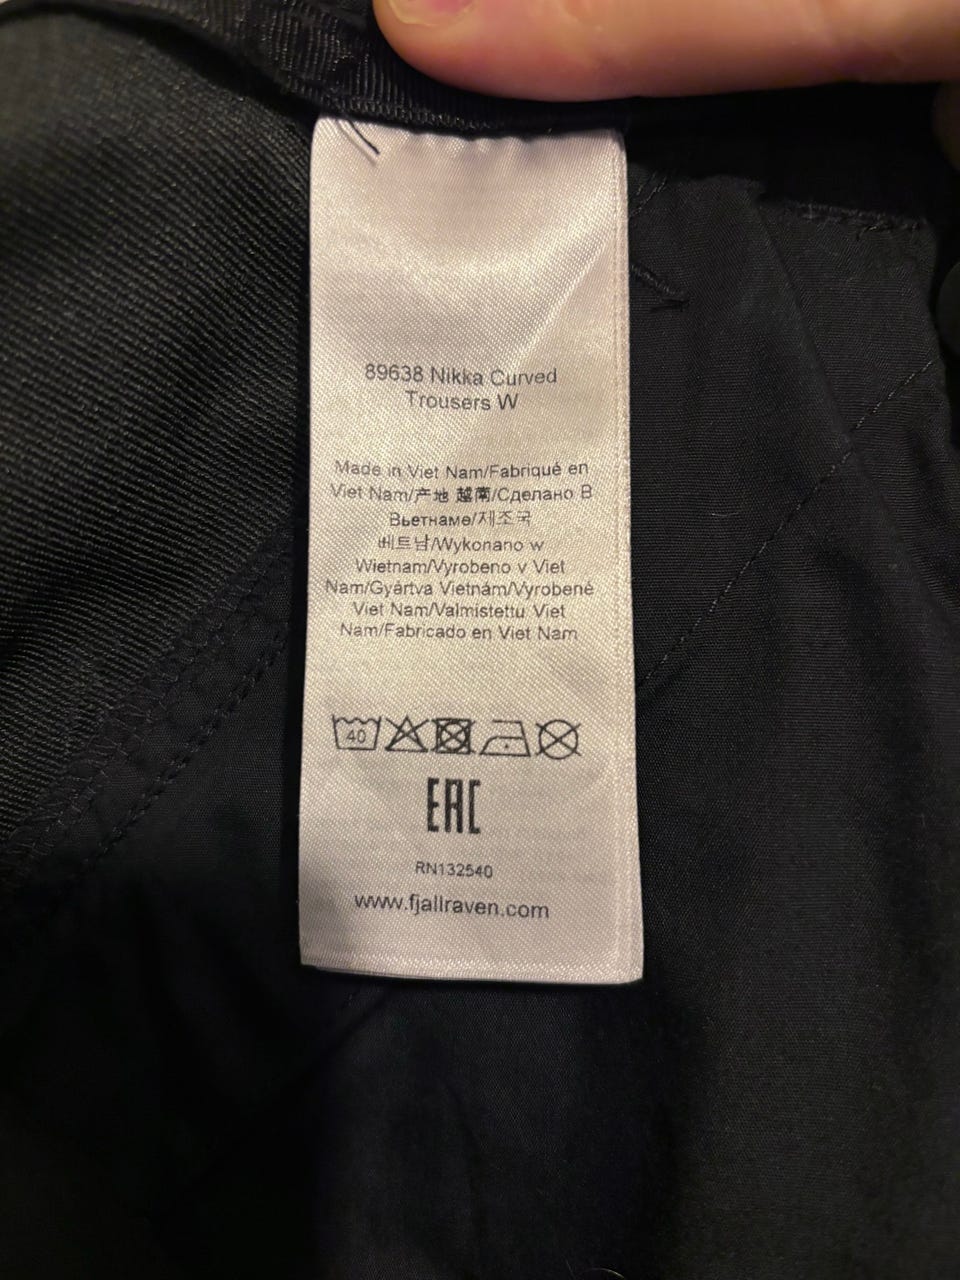 89638 Nikka Curved
Trousers W
Made in Viet Nam/Fabriqué en
Viet Nam/产地 越南/Сделано В
Вьетнаме/제조국
베트남/Wykonano w
Wietnam/Vyrobeno v Viet
Nam/Gyártva Vietnám/Vyrobené
Viet Nam/Valmistettu Viet
Nam/Fabricado en Viet Nam
40
EAC
RN132540
www.fjallraven.com